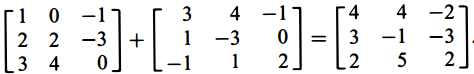 [1 0 −1] + [3 4 −1] = [4 4 −2]
[2 2 −3] [1 −3 0] [3 −1 −3]
[3 4 0] [−1 1 2] [2 5 2].